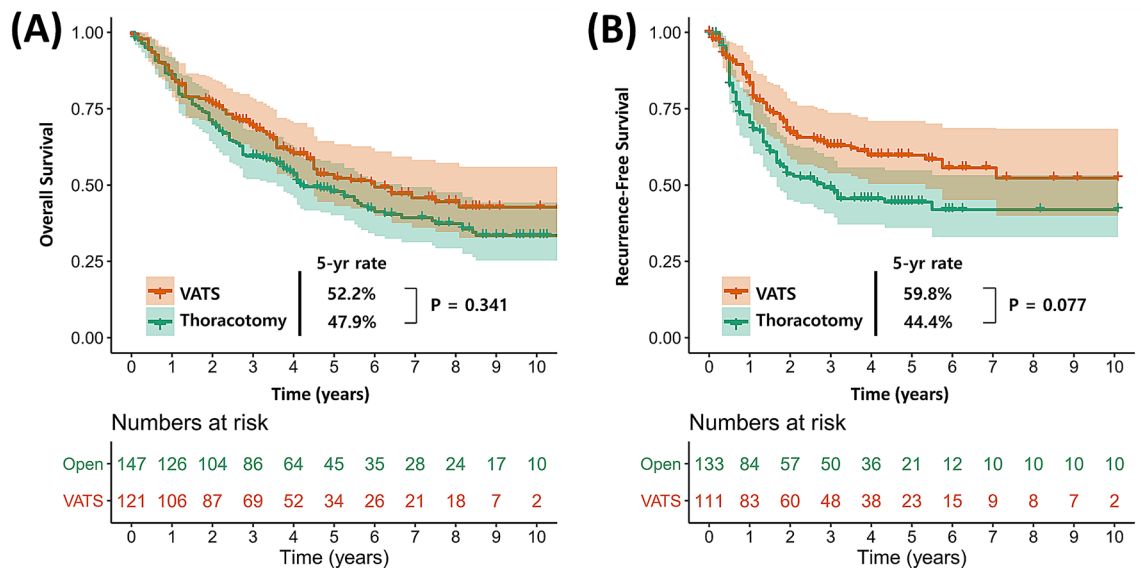 (A)
Overall Survival
1.00
0.75
0.50
0.25
0.00
5-yr rate
VATS 52.2%
Thoracotomy 47.9%
P = 0.341
0 1 2 3 4 5 6 7 8 9 10
Time (years)
Numbers at risk
Open 147 126 104 86 64 45 35 28 24 17 10
VATS 121 106 87 69 52 34 26 21 18 7 2
0 1 2 3 4 5 6 7 8 9 10
Time (years)
(B)
Recurrence-Free Survival
1.00
0.75
0.50
0.25
0.00
5-yr rate
VATS 59.8%
Thoracotomy 44.4%
P = 0.077
0 1 2 3 4 5 6 7 8 9 10
Time (years)
Numbers at risk
Open 133 84 57 50 36 21 12 10 10 10 10
VATS 111 83 60 48 38 23 15 9 8 7 2
0 1 2 3 4 5 6 7 8 9 10
Time (years)